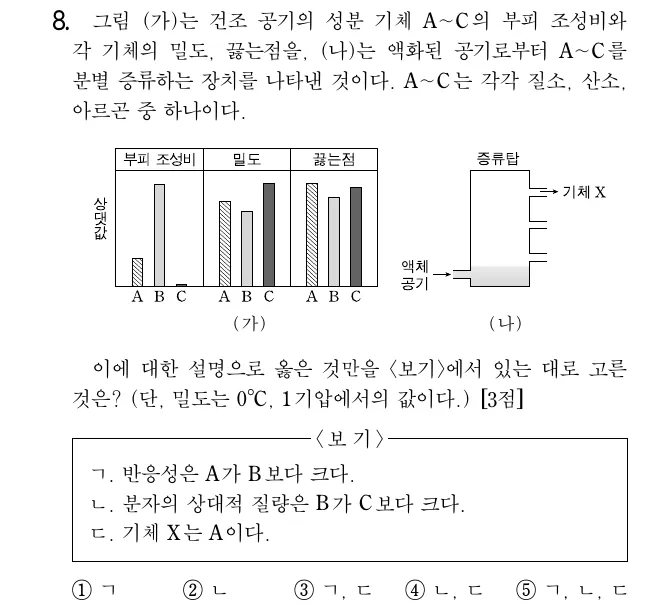 8. 그림 (가)는 건조 공기의 성분 기체 A~C의 부피 조성비와
각 기체의 밀도, 끓는점을, (나)는 액화된 공기로부터 A~C를
분별 증류하는 장치를 나타낸 것이다. A~C는 각각 질소, 산소,
아르곤 중 하나이다.
부피 조성비 밀도 끓는점
상댓값
A B C A B C A B C
(가)
증류탑
기체 X
액체
공기
(나)
이에 대한 설명으로 옳은 것만을 <보기>에서 있는 대로 고른
것은? (단, 밀도는 0℃, 1기압에서의 값이다.) [3점]
<보 기>
ㄱ. 반응성은 A가 B보다 크다.
ㄴ. 분자의 상대적 질량은 B가 C보다 크다.
ㄷ. 기체 X는 A이다.
① ㄱ ② ㄴ ③ ㄱ, ㄷ ④ ㄴ, ㄷ ⑤ ㄱ, ㄴ, ㄷ